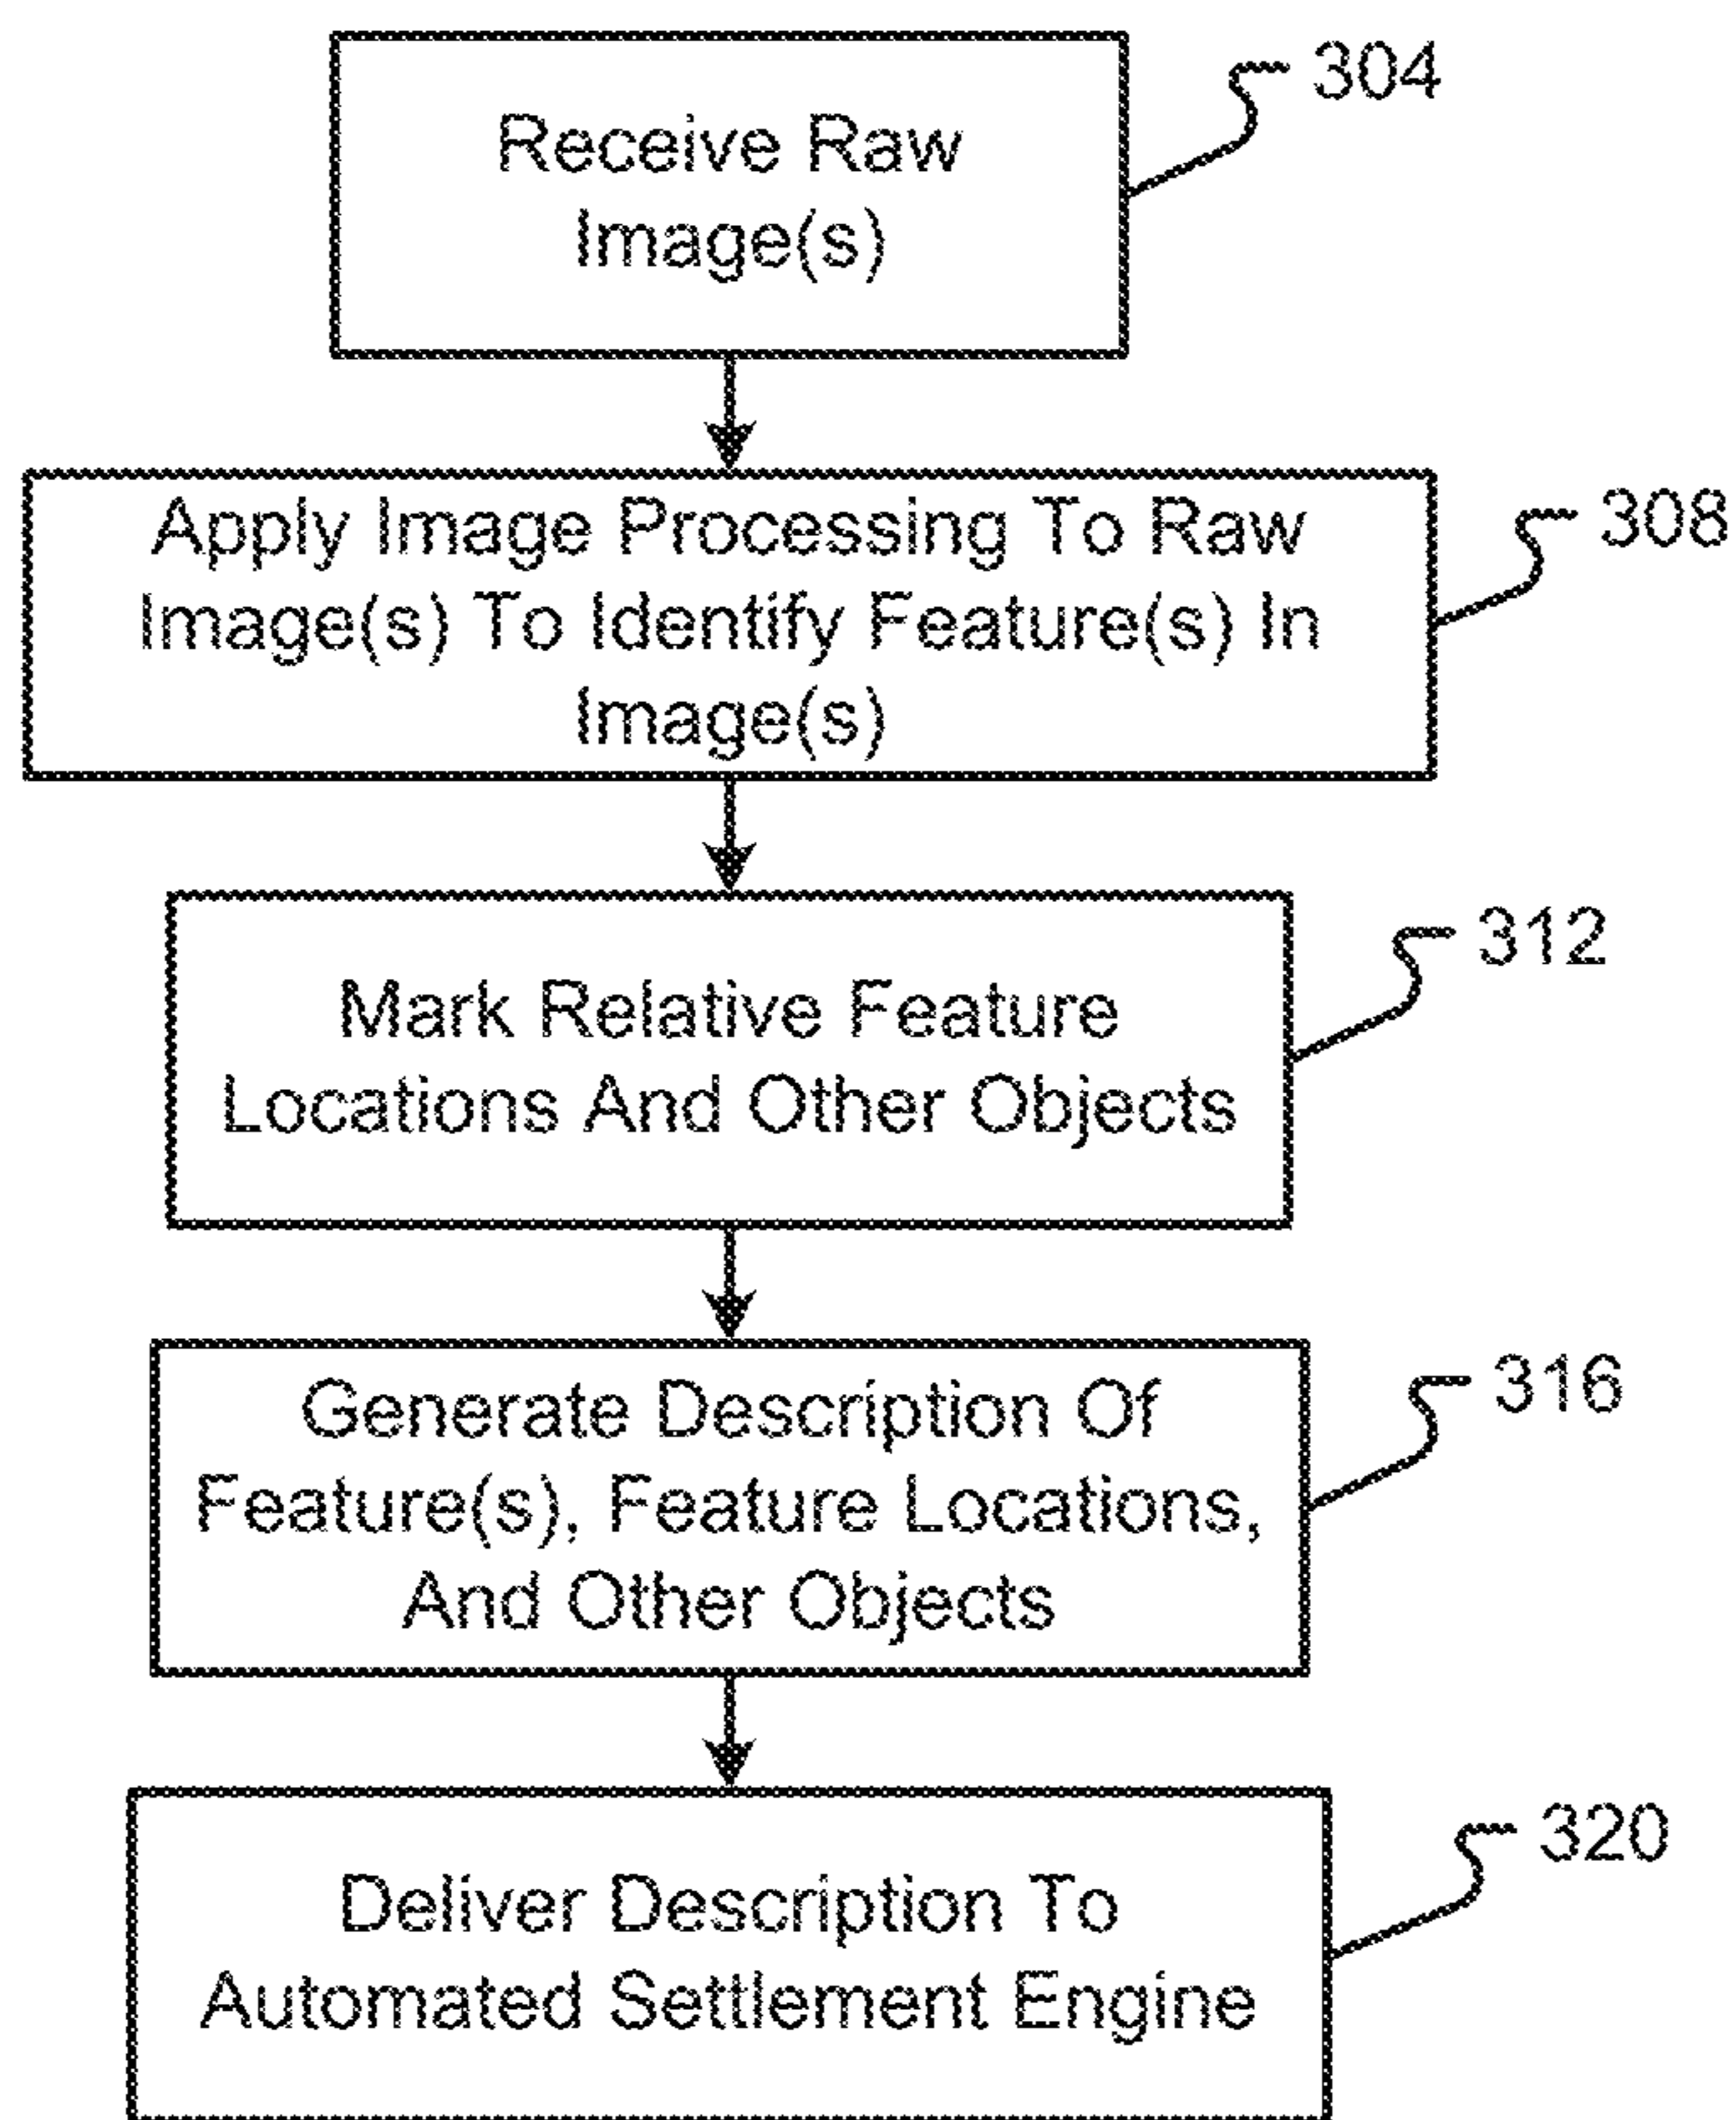 Receive Raw
Image(s)
304
Apply Image Processing To Raw
Image(s) To Identify Feature(s) In
Image(s)
308
Mark Relative Feature
Locations And Other Objects
312
Generate Description Of
Feature(s), Feature Locations,
And Other Objects
316
Deliver Description To
Automated Settlement Engine
320